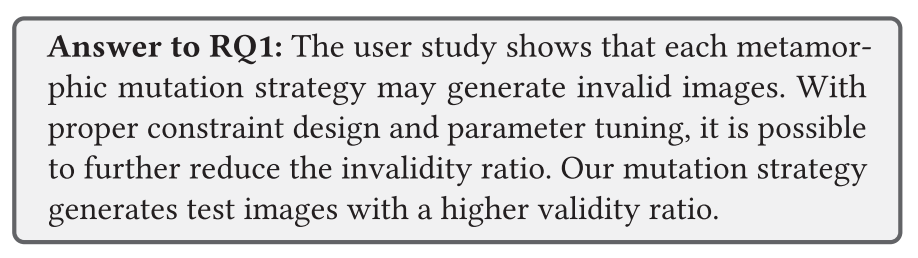 Answer to RQ1: The user study shows that each metamor-
phic mutation strategy may generate invalid images. With
proper constraint design and parameter tuning, it is possible
to further reduce the invalidity ratio. Our mutation strategy
generates test images with a higher validity ratio.